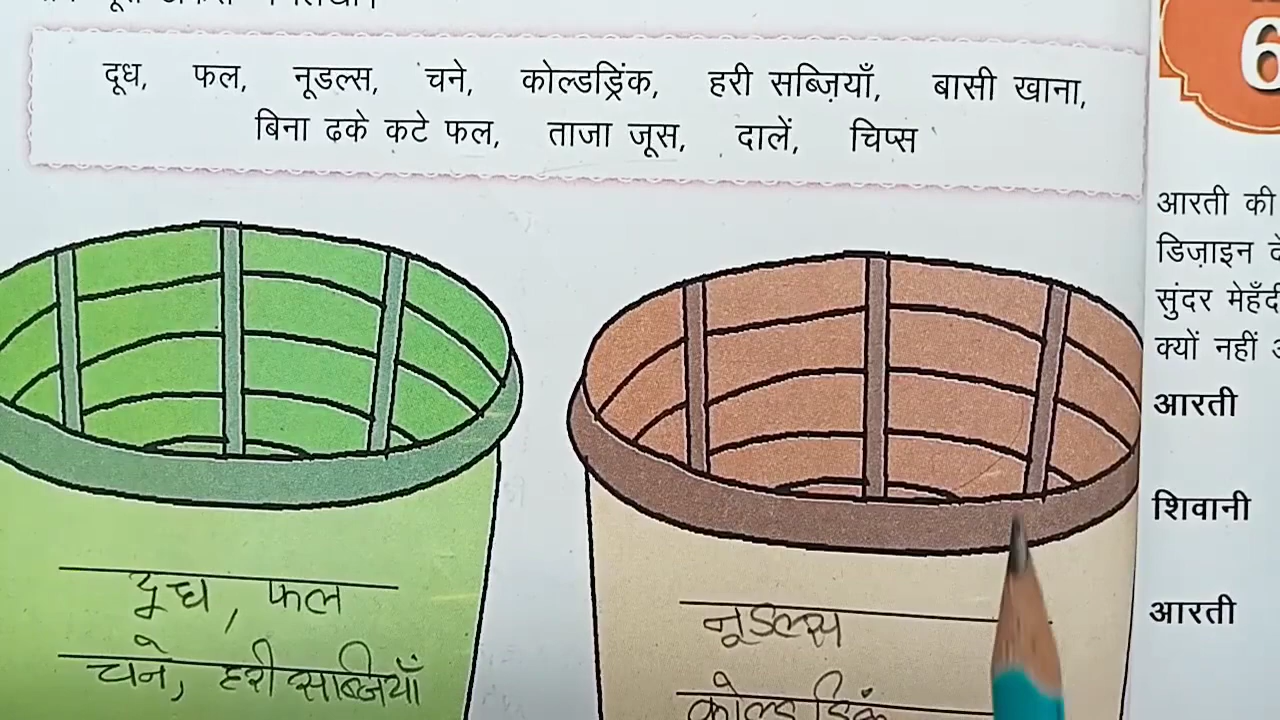 दूध, फल, नूडल्स, चने, कोल्डड्रिंक, हरी सब्ज़ियाँ, बासी खाना,
बिना ढके कटे फल, ताजा जूस, दालें, चिप्स
दूध, फल
चने, हरी सब्जियाँ
नूडल्स
कोल्ड ड्रिंक
6
आरती की
डिज़ाइन
सुंदर मेहँदी
क्यों नहीं
आरती
शिवानी
आरती